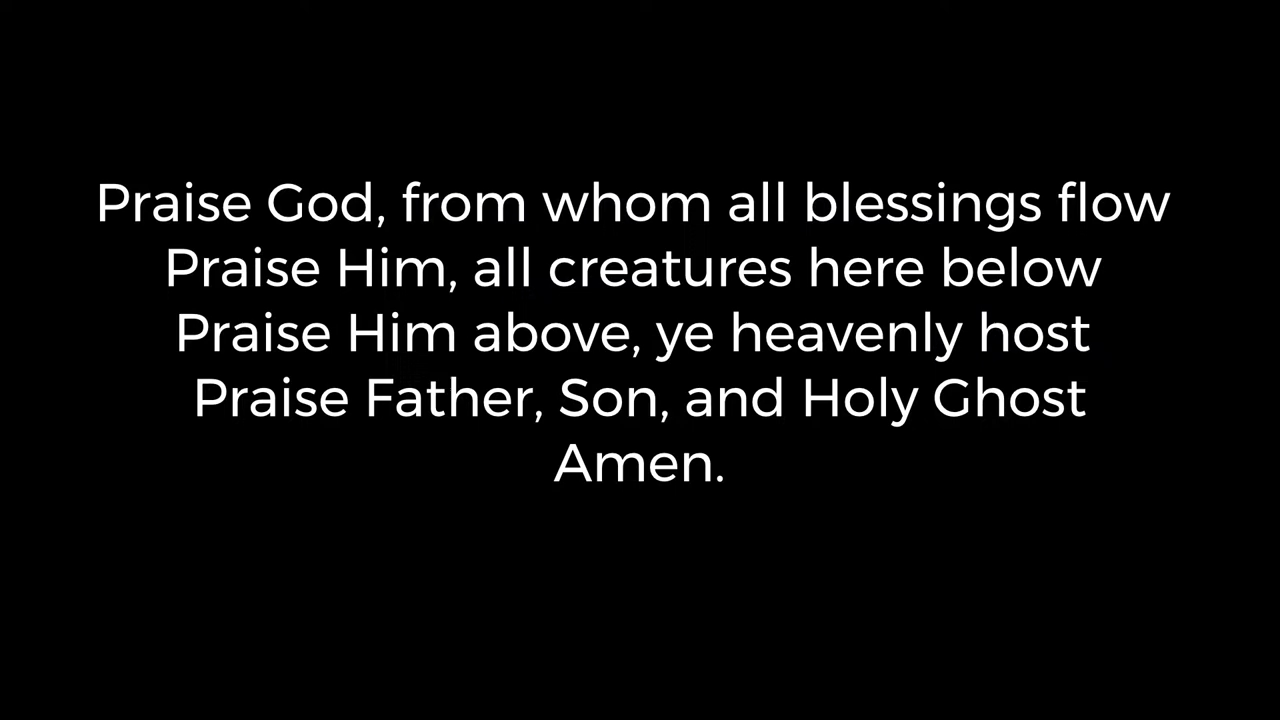 Praise God, from whom all blessings flow
Praise Him, all creatures here below
Praise Him above, ye heavenly host
Praise Father, Son, and Holy Ghost
Amen.